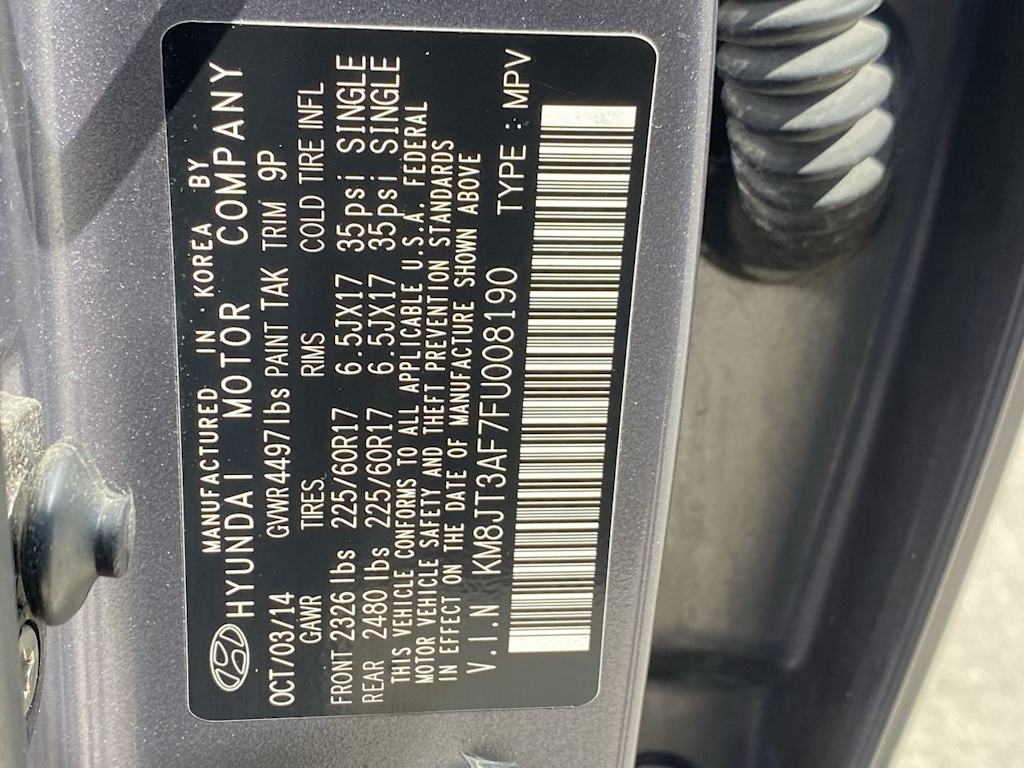 MANUFACTURED IN KOREA BY
HYUNDAI MOTOR COMPANY
OCT/03/14 GVWR4497lbs PAINT TAK TRIM 9P
GAWR TIRES RIMS COLD TIRE INFL
FRONT 2326 lbs 225/60R17 6.5JX17 35psi SINGLE
REAR 2480 lbs 225/60R17 6.5JX17 35psi SINGLE
THIS VEHICLE CONFORMS TO ALL APPLICABLE U.S.A. FEDERAL
MOTOR VEHICLE SAFETY AND THEFT PREVENTION STANDARDS
IN EFFECT ON THE DATE OF MANUFACTURE SHOWN ABOVE
V.I.N KM8JT3AF7FU008190 TYPE : MPV